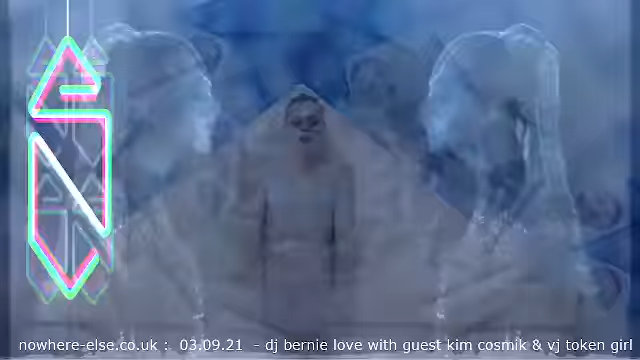 nowhere-else.co.uk : 03.09.21 - dj bernie love with guest kim cosmik & vj token girl